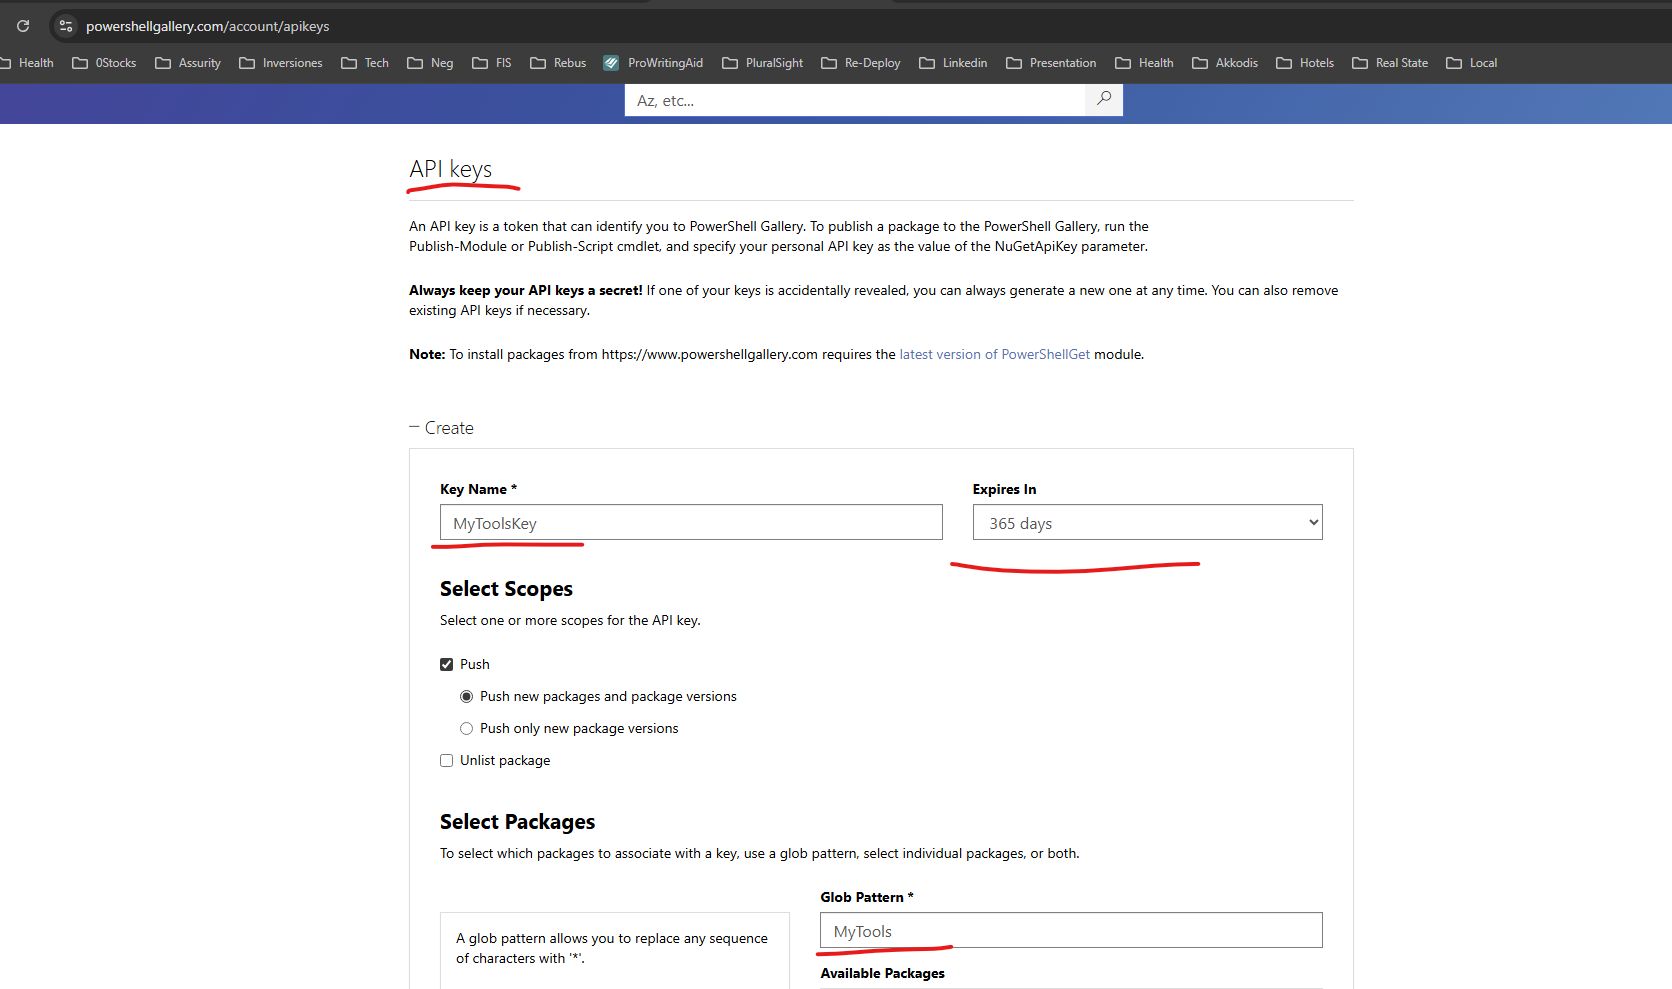 powershellgallery.com/account/apikeys
Health 0Stocks Assurity Inversiones Tech Neg FIS Rebus ProWritingAid PluralSight Re-Deploy Linkedin Presentation Health Akkodis Hotels Real State Local
Az, etc...
API keys
An API key is a token that can identify you to PowerShell Gallery. To publish a package to the PowerShell Gallery, run the
Publish-Module or Publish-Script cmdlet, and specify your personal API key as the value of the NuGetApiKey parameter.
Always keep your API keys a secret! If one of your keys is accidentally revealed, you can always generate a new one at any time. You can also remove
existing API keys if necessary.
Note: To install packages from https://www.powershellgallery.com requires the latest version of PowerShellGet module.
Create
Key Name *
Expires In
MyToolsKey
365 days
Select Scopes
Select one or more scopes for the API key.
Push
Push new packages and package versions
Push only new package versions
Unlist package
Select Packages
To select which packages to associate with a key, use a glob pattern, select individual packages, or both.
Glob Pattern *
MyTools
A glob pattern allows you to replace any sequence
of characters with '*'.
Available Packages